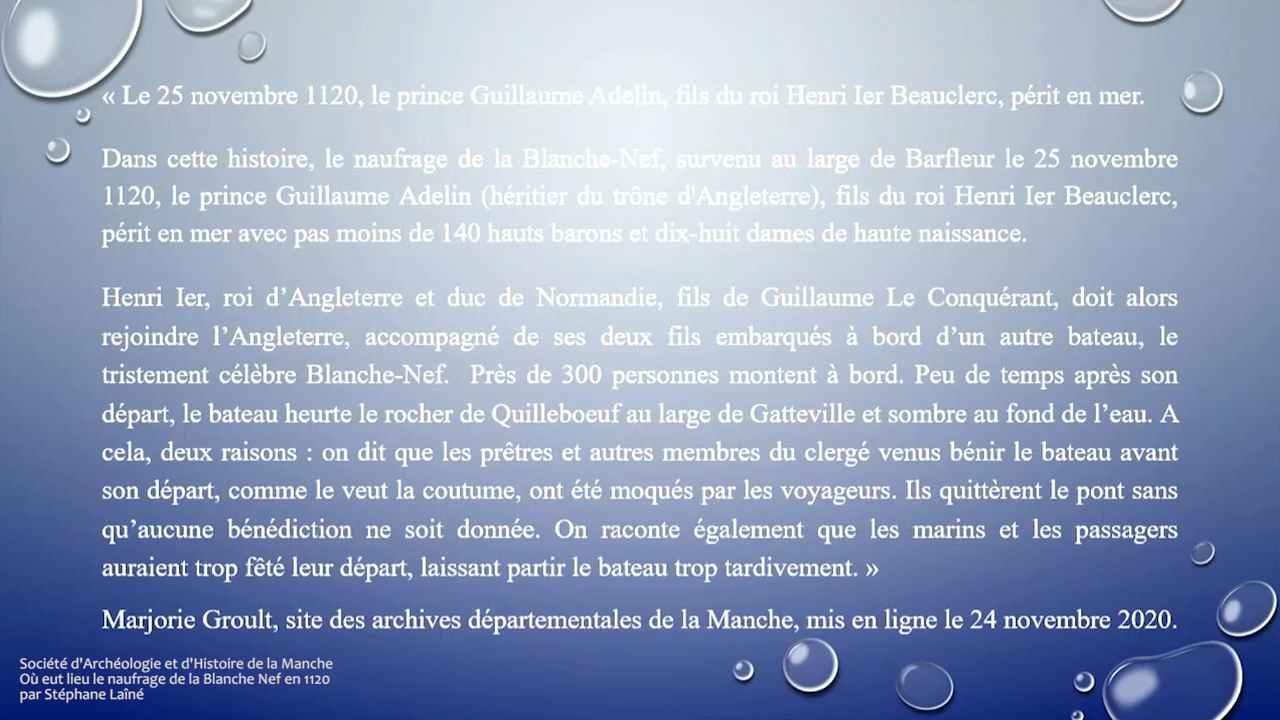 « Le 25 novembre 1120, le prince Guillaume Adelin, fils du roi Henri Ier Beauclerc, périt en mer.
Dans cette histoire, le naufrage de la Blanche-Nef, survenu au large de Barfleur le 25 novembre
1120, le prince Guillaume Adelin (héritier du trône d'Angleterre), fils du roi Henri Ier Beauclerc,
périt en mer avec pas moins de 140 hauts barons et dix-huit dames de haute naissance.
Henri Ier, roi d’Angleterre et duc de Normandie, fils de Guillaume Le Conquérant, doit alors
rejoindre l’Angleterre, accompagné de ses deux fils embarqués à bord d’un autre bateau, le
tristement célèbre Blanche-Nef.  Près de 300 personnes montent à bord. Peu de temps après son
départ, le bateau heurte le rocher de Quilleboeuf au large de Gatteville et sombre au fond de l’eau. A
cela, deux raisons : on dit que les prêtres et autres membres du clergé venus bénir le bateau avant
son départ, comme le veut la coutume, ont été moqués par les voyageurs. Ils quittèrent le pont sans
qu’aucune bénédiction ne soit donnée. On raconte également que les marins et les passagers
auraient trop fêté leur départ, laissant partir le bateau trop tardivement. »
Marjorie Groult, site des archives départementales de la Manche, mis en ligne le 24 novembre 2020.
Société d'Archéologie et d'Histoire de la Manche
Où eut lieu le naufrage de la Blanche Nef en 1120
par Stéphane Laîné